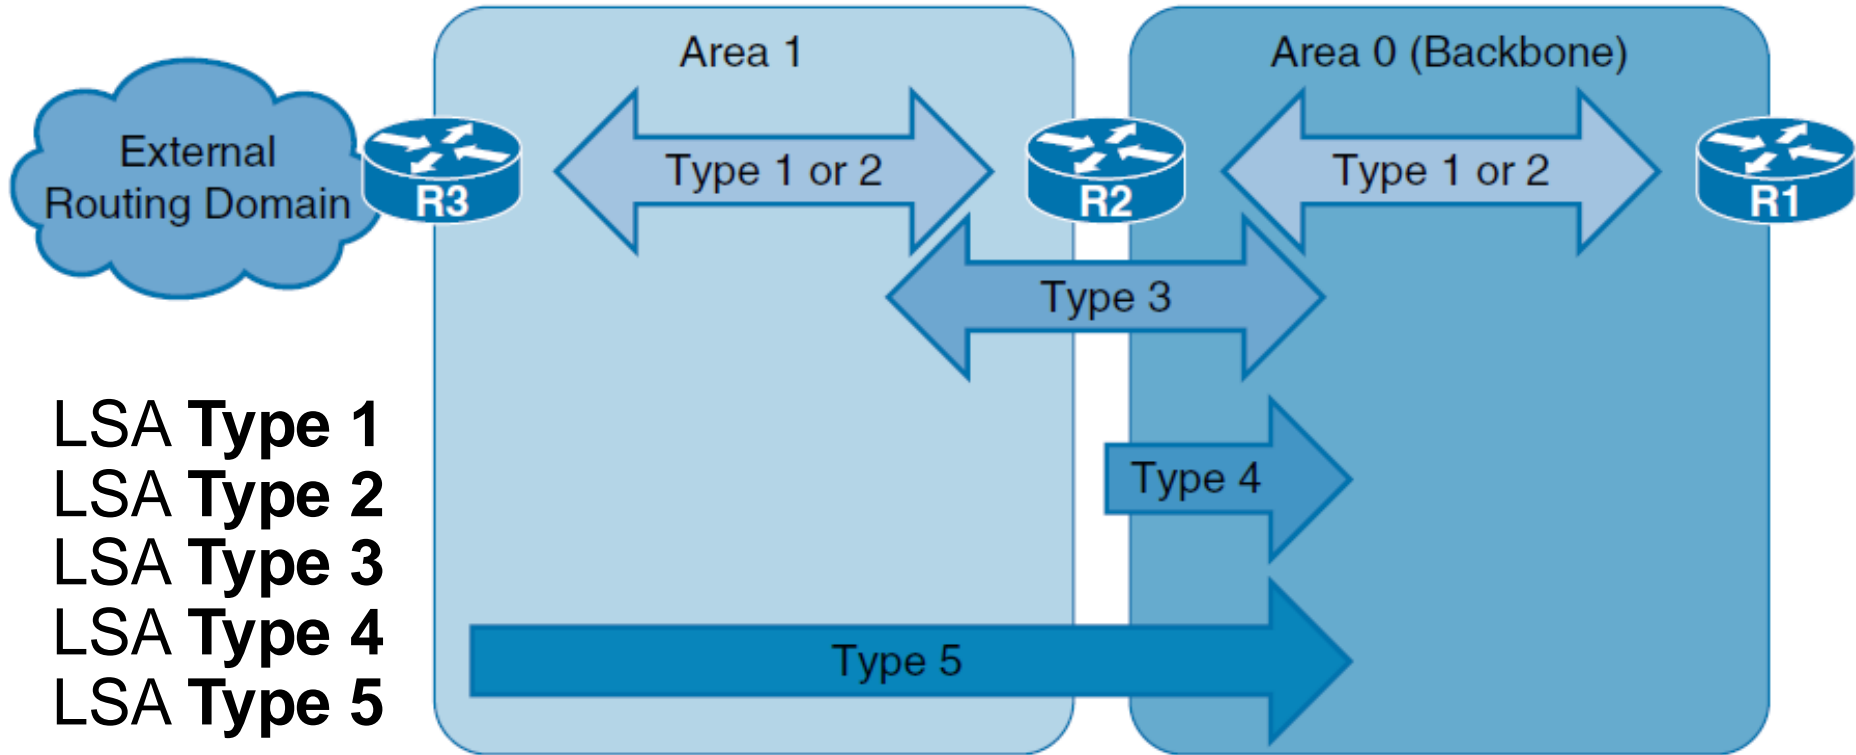 Area 1
Area 0 (Backbone)
External
Routing Domain
R3
Type 1 or 2
R2
Type 1 or 2
R1
Type 3
LSA Type 1
LSA Type 2
LSA Type 3
LSA Type 4
LSA Type 5
Type 4
Type 5